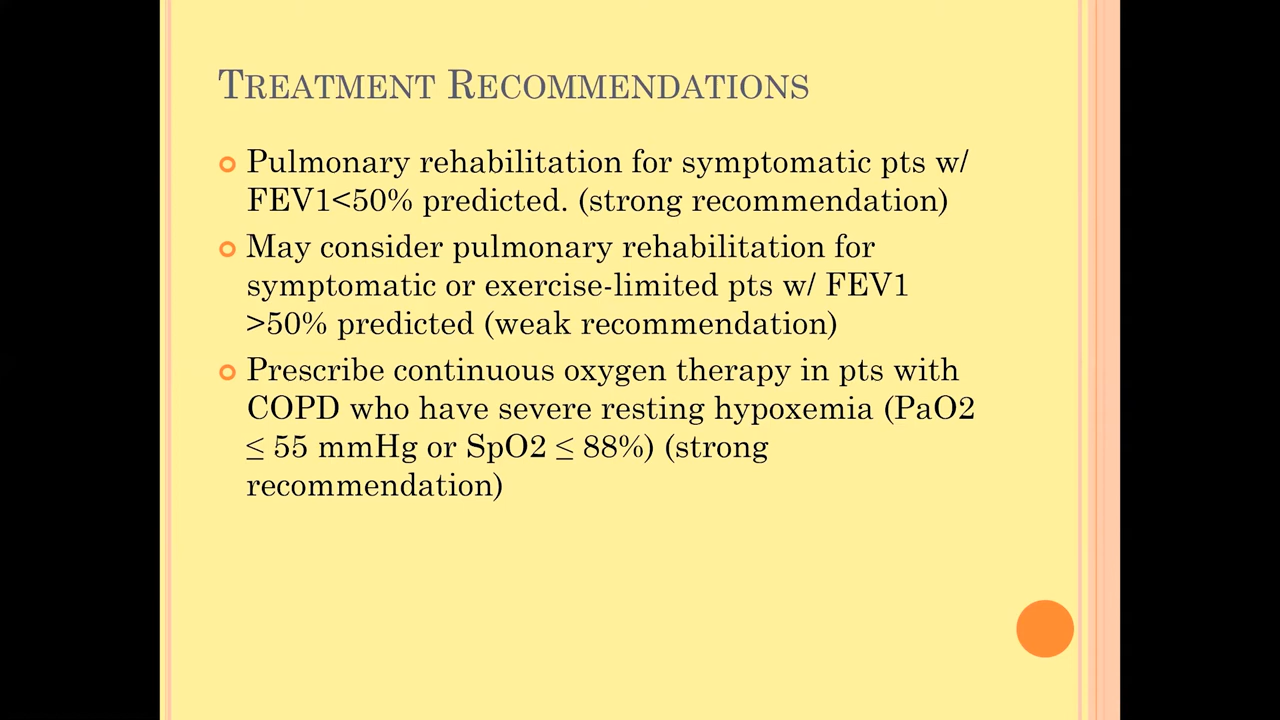 TREATMENT RECOMMENDATIONS
Pulmonary rehabilitation for symptomatic pts w/
FEV1<50% predicted. (strong recommendation)
May consider pulmonary rehabilitation for
symptomatic or exercise-limited pts w/ FEV1
>50% predicted (weak recommendation)
Prescribe continuous oxygen therapy in pts with
COPD who have severe resting hypoxemia (PaO2
≤ 55 mmHg or SpO2 ≤ 88%) (strong
recommendation)